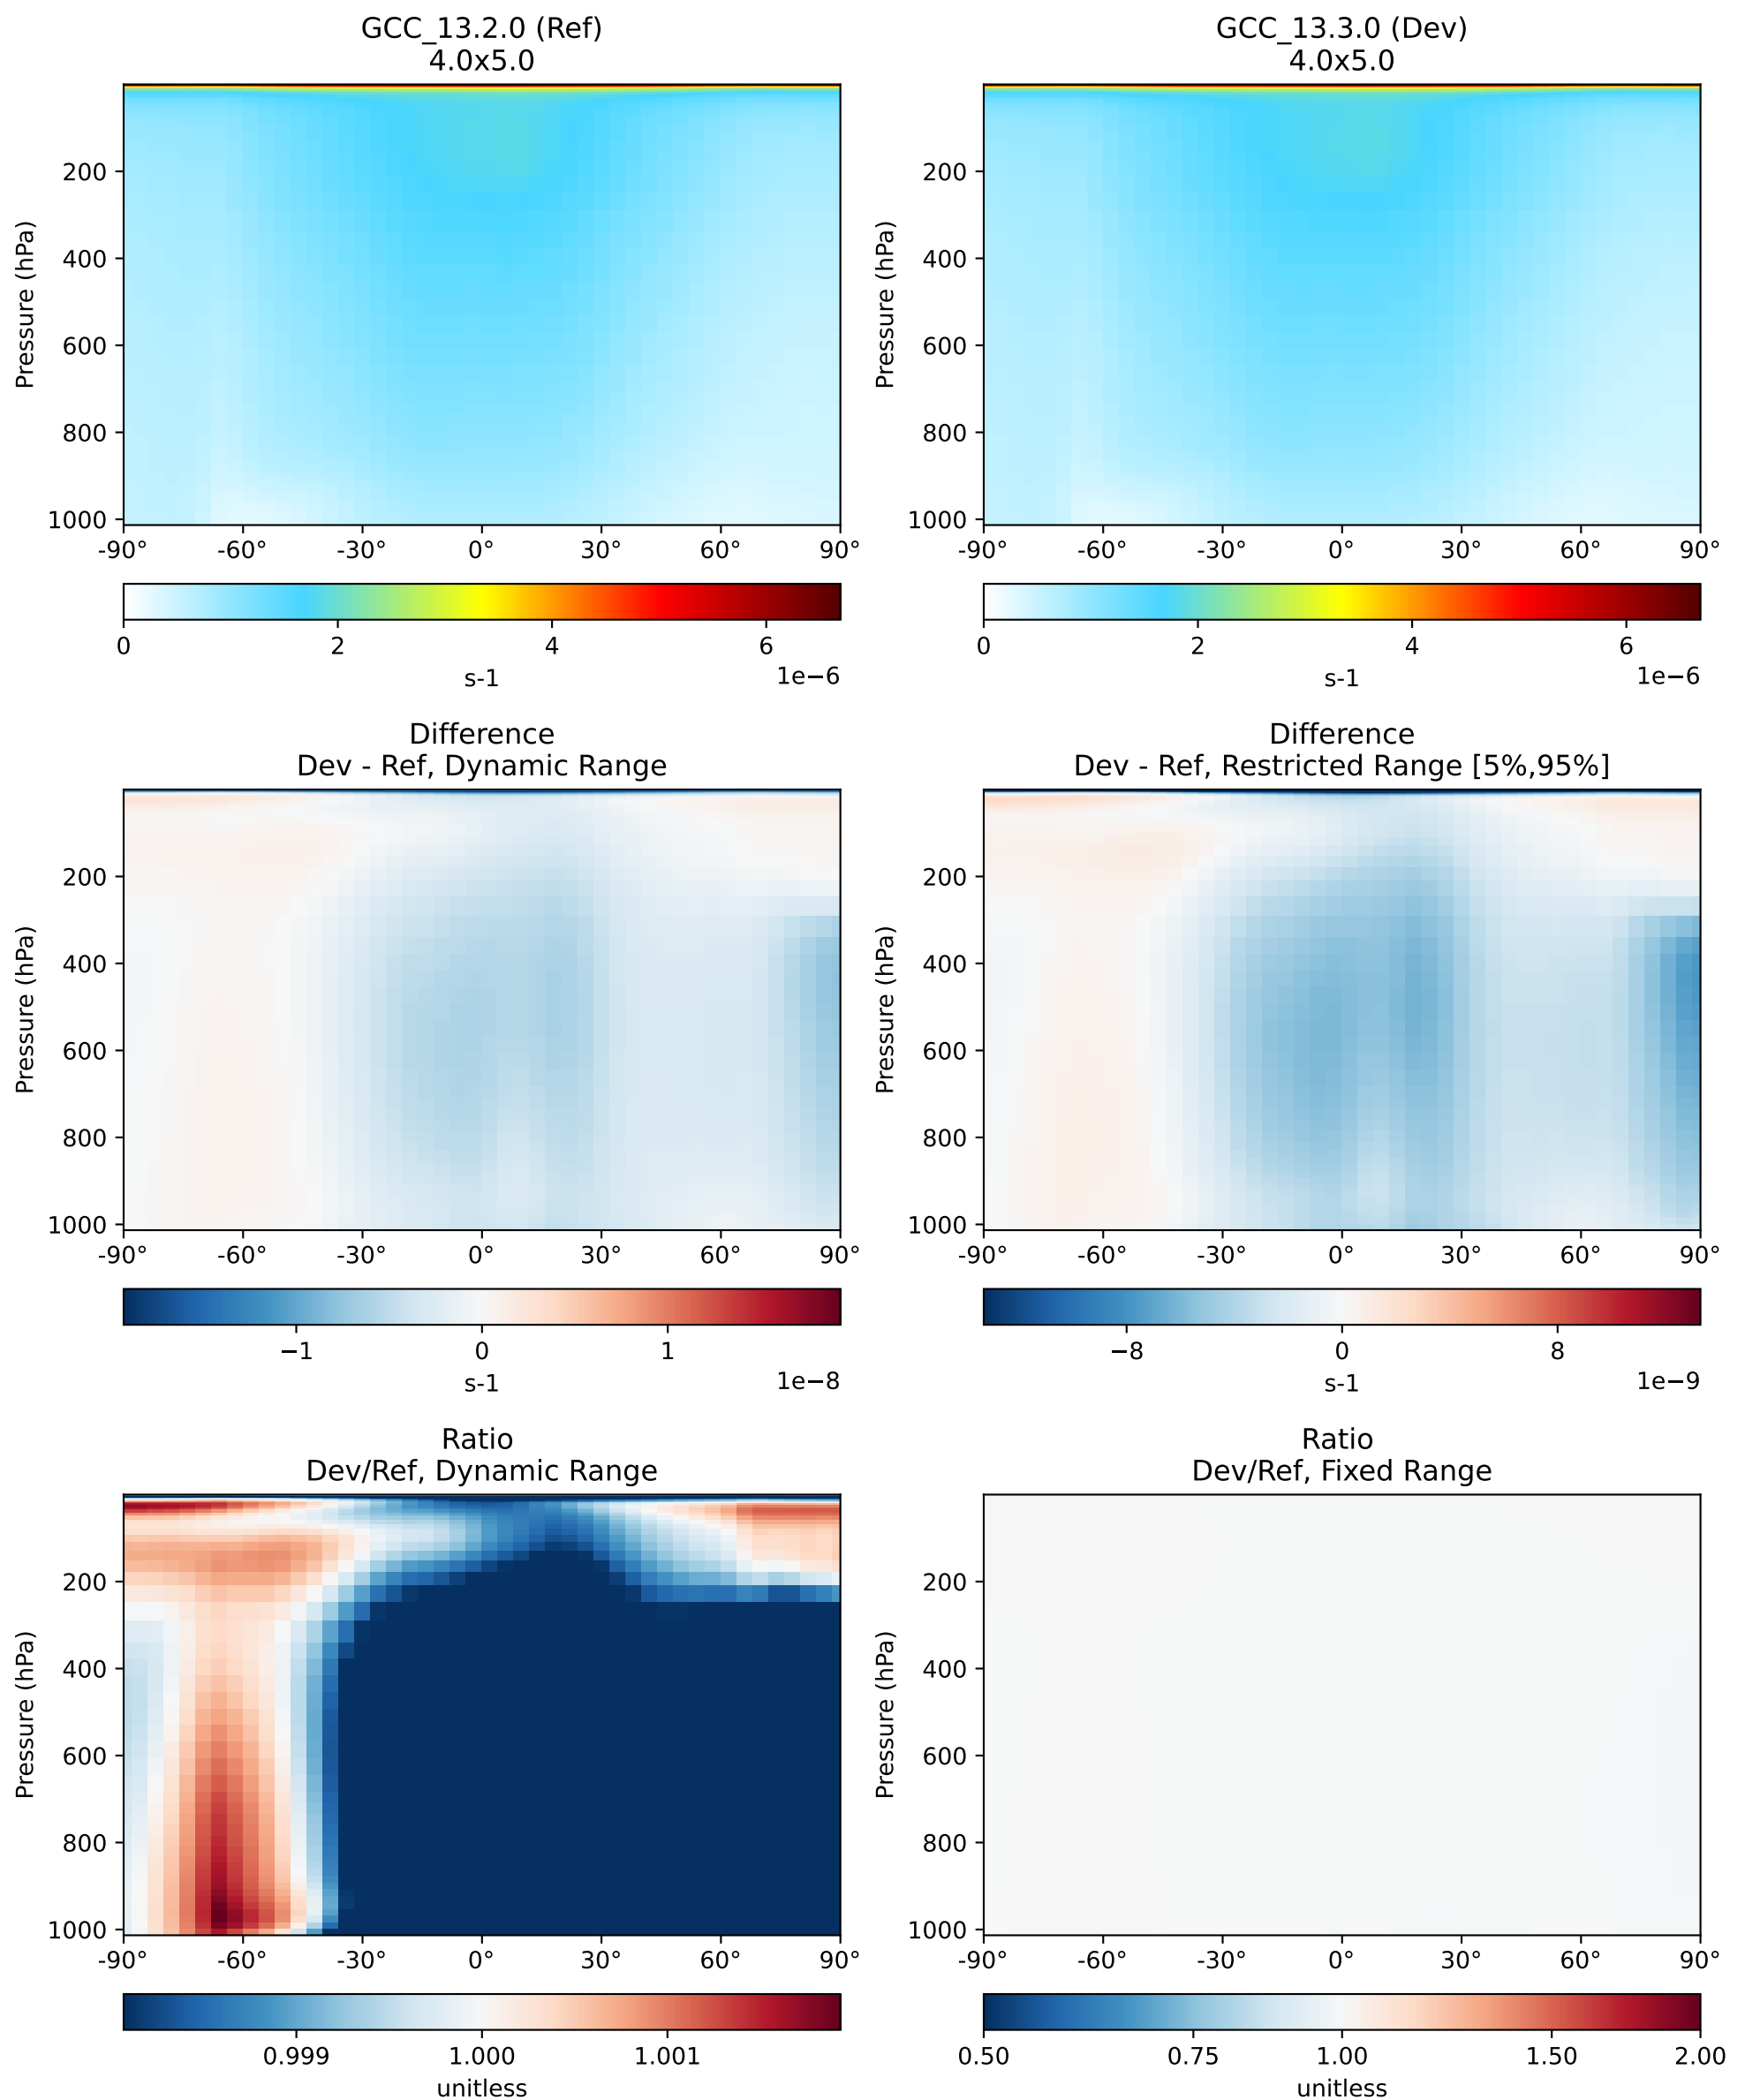 GCC_13.2.0 (Ref)
4.0x5.0
Pressure (hPa)
200
400
600
800
1000
-90° -60° -30° 0° 30° 60° 90°
0 2 4 6
s-1
1e−6
GCC_13.3.0 (Dev)
4.0x5.0
Pressure (hPa)
200
400
600
800
1000
-90° -60° -30° 0° 30° 60° 90°
0 2 4 6
s-1
1e−6
Difference
Dev - Ref, Dynamic Range
Pressure (hPa)
200
400
600
800
1000
-90° -60° -30° 0° 30° 60° 90°
−1 0 1
s-1
1e−8
Difference
Dev - Ref, Restricted Range [5%,95%]
Pressure (hPa)
200
400
600
800
1000
-90° -60° -30° 0° 30° 60° 90°
−8 0 8
s-1
1e−9
Ratio
Dev/Ref, Dynamic Range
Pressure (hPa)
200
400
600
800
1000
-90° -60° -30° 0° 30° 60° 90°
0.999 1.000 1.001
unitless
Ratio
Dev/Ref, Fixed Range
Pressure (hPa)
200
400
600
800
1000
-90° -60° -30° 0° 30° 60° 90°
0.50 0.75 1.00 1.50 2.00
unitless